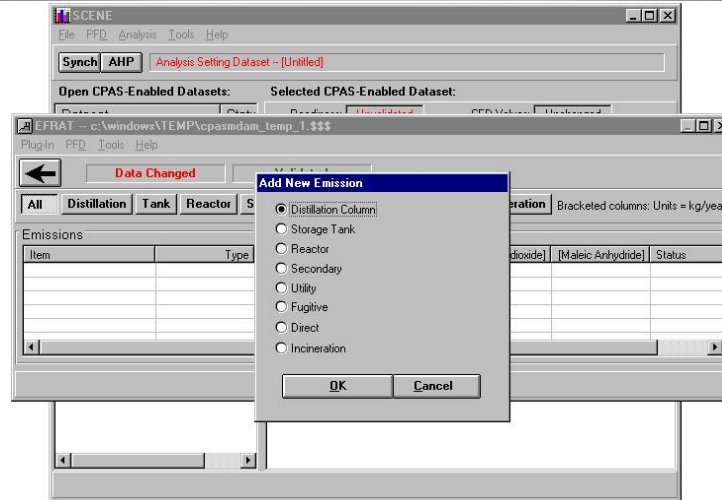 SCENE
File PFD Analysis Tools Help
Synch AHP Analysis Setting Dataset -- [Untitled]
Open CPAS-Enabled Datasets: Selected CPAS-Enabled Dataset:
EFRAT -- c:\windows\TEMP\cpasmdam_temp_1.$$$
Plug-In PFD Tools Help
Data Changed
Add New Emission
All Distillation Tank Reactor S
eration Bracketed columns: Units = kg/yea
Emissions
Item Type
dioxide] [Maleic Anhydride] Status
Distillation Column
Storage Tank
Reactor
Secondary
Utility
Fugitive
Direct
Incineration
OK Cancel